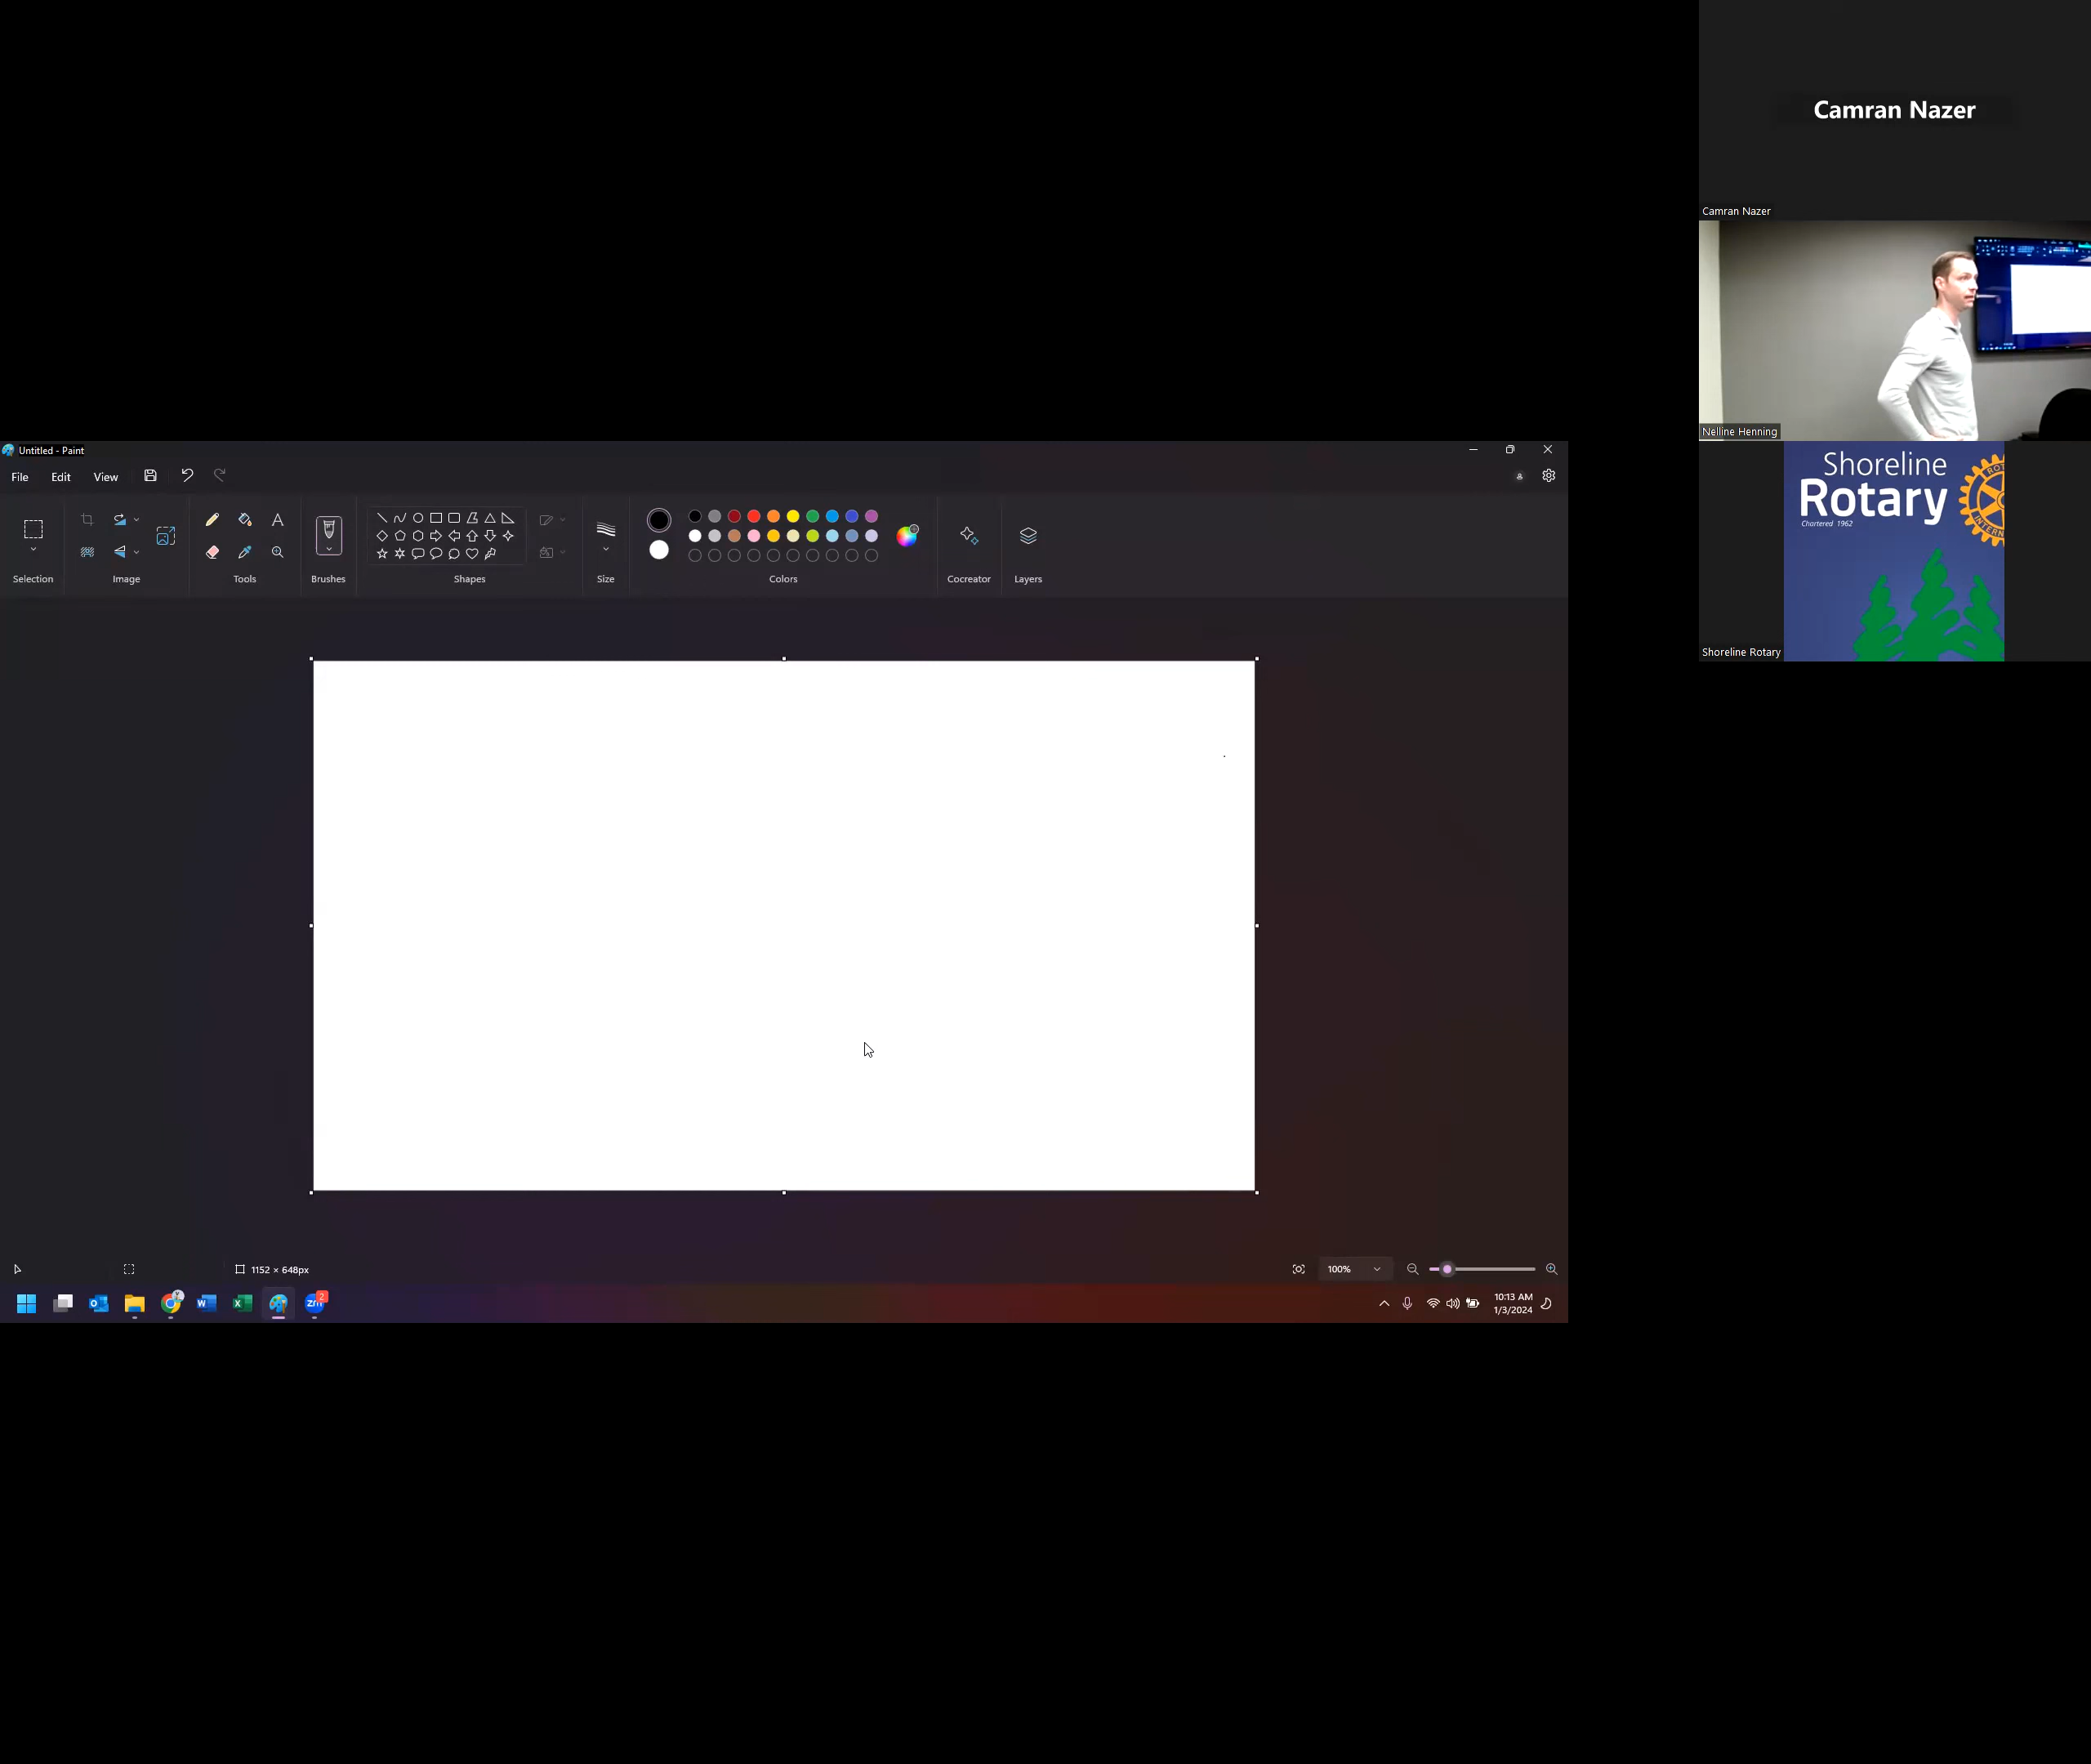 Camran Nazer
Camran Nazer
Nelline Henning
Shoreline
Rotary
Chartered 1962
Shoreline Rotary
Untitled - Paint
File Edit View
Selection Image Tools Brushes Shapes Size Colors Cocreator Layers
1152 × 648px
100%
10:13 AM
1/3/2024